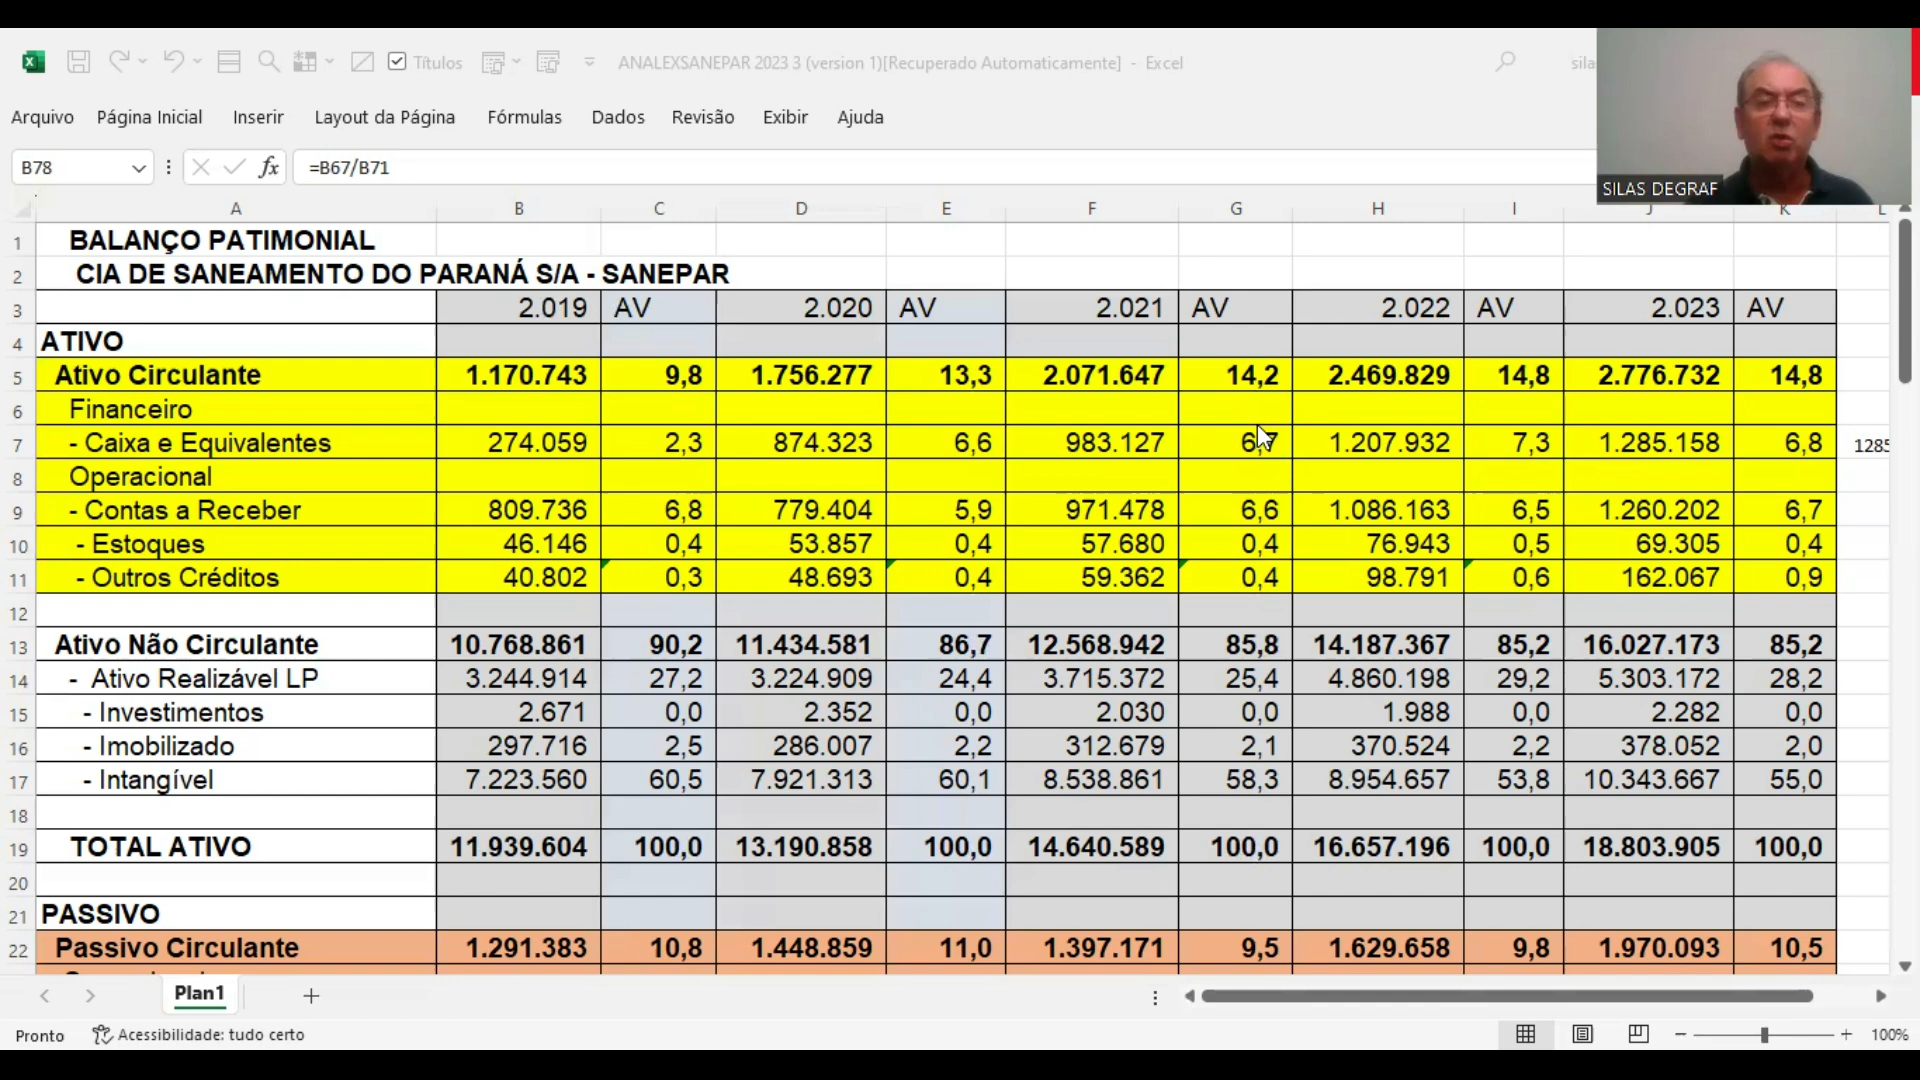 Títulos
ANALEXSANEPAR 2023 3 (version 1)[Recuperado Automaticamente] - Excel
sila
Arquivo Página Inicial Inserir Layout da Página Fórmulas Dados Revisão Exibir Ajuda
SILAS DEGRAF
B78 fx =B67/B71
A B C D E F G H I J K L
1 BALANÇO PATIMONIAL
2 CIA DE SANEAMENTO DO PARANÁ S/A - SANEPAR
3 2.019 AV 2.020 AV 2.021 AV 2.022 AV 2.023 AV
4 ATIVO
5 Ativo Circulante 1.170.743 9,8 1.756.277 13,3 2.071.647 14,2 2.469.829 14,8 2.776.732 14,8
6 Financeiro
7 - Caixa e Equivalentes 274.059 2,3 874.323 6,6 983.127 6,7 1.207.932 7,3 1.285.158 6,8 1285
8 Operacional
9 - Contas a Receber 809.736 6,8 779.404 5,9 971.478 6,6 1.086.163 6,5 1.260.202 6,7
10 - Estoques 46.146 0,4 53.857 0,4 57.680 0,4 76.943 0,5 69.305 0,4
11 - Outros Créditos 40.802 0,3 48.693 0,4 59.362 0,4 98.791 0,6 162.067 0,9
12
13 Ativo Não Circulante 10.768.861 90,2 11.434.581 86,7 12.568.942 85,8 14.187.367 85,2 16.027.173 85,2
14 - Ativo Realizável LP 3.244.914 27,2 3.224.909 24,4 3.715.372 25,4 4.860.198 29,2 5.303.172 28,2
15 - Investimentos 2.671 0,0 2.352 0,0 2.030 0,0 1.988 0,0 2.282 0,0
16 - Imobilizado 297.716 2,5 286.007 2,2 312.679 2,1 370.524 2,2 378.052 2,0
17 - Intangível 7.223.560 60,5 7.921.313 60,1 8.538.861 58,3 8.954.657 53,8 10.343.667 55,0
18
19 TOTAL ATIVO 11.939.604 100,0 13.190.858 100,0 14.640.589 100,0 16.657.196 100,0 18.803.905 100,0
20
21 PASSIVO
22 Passivo Circulante 1.291.383 10,8 1.448.859 11,0 1.397.171 9,5 1.629.658 9,8 1.970.093 10,5
Plan1
Pronto Acessibilidade: tudo certo 100%